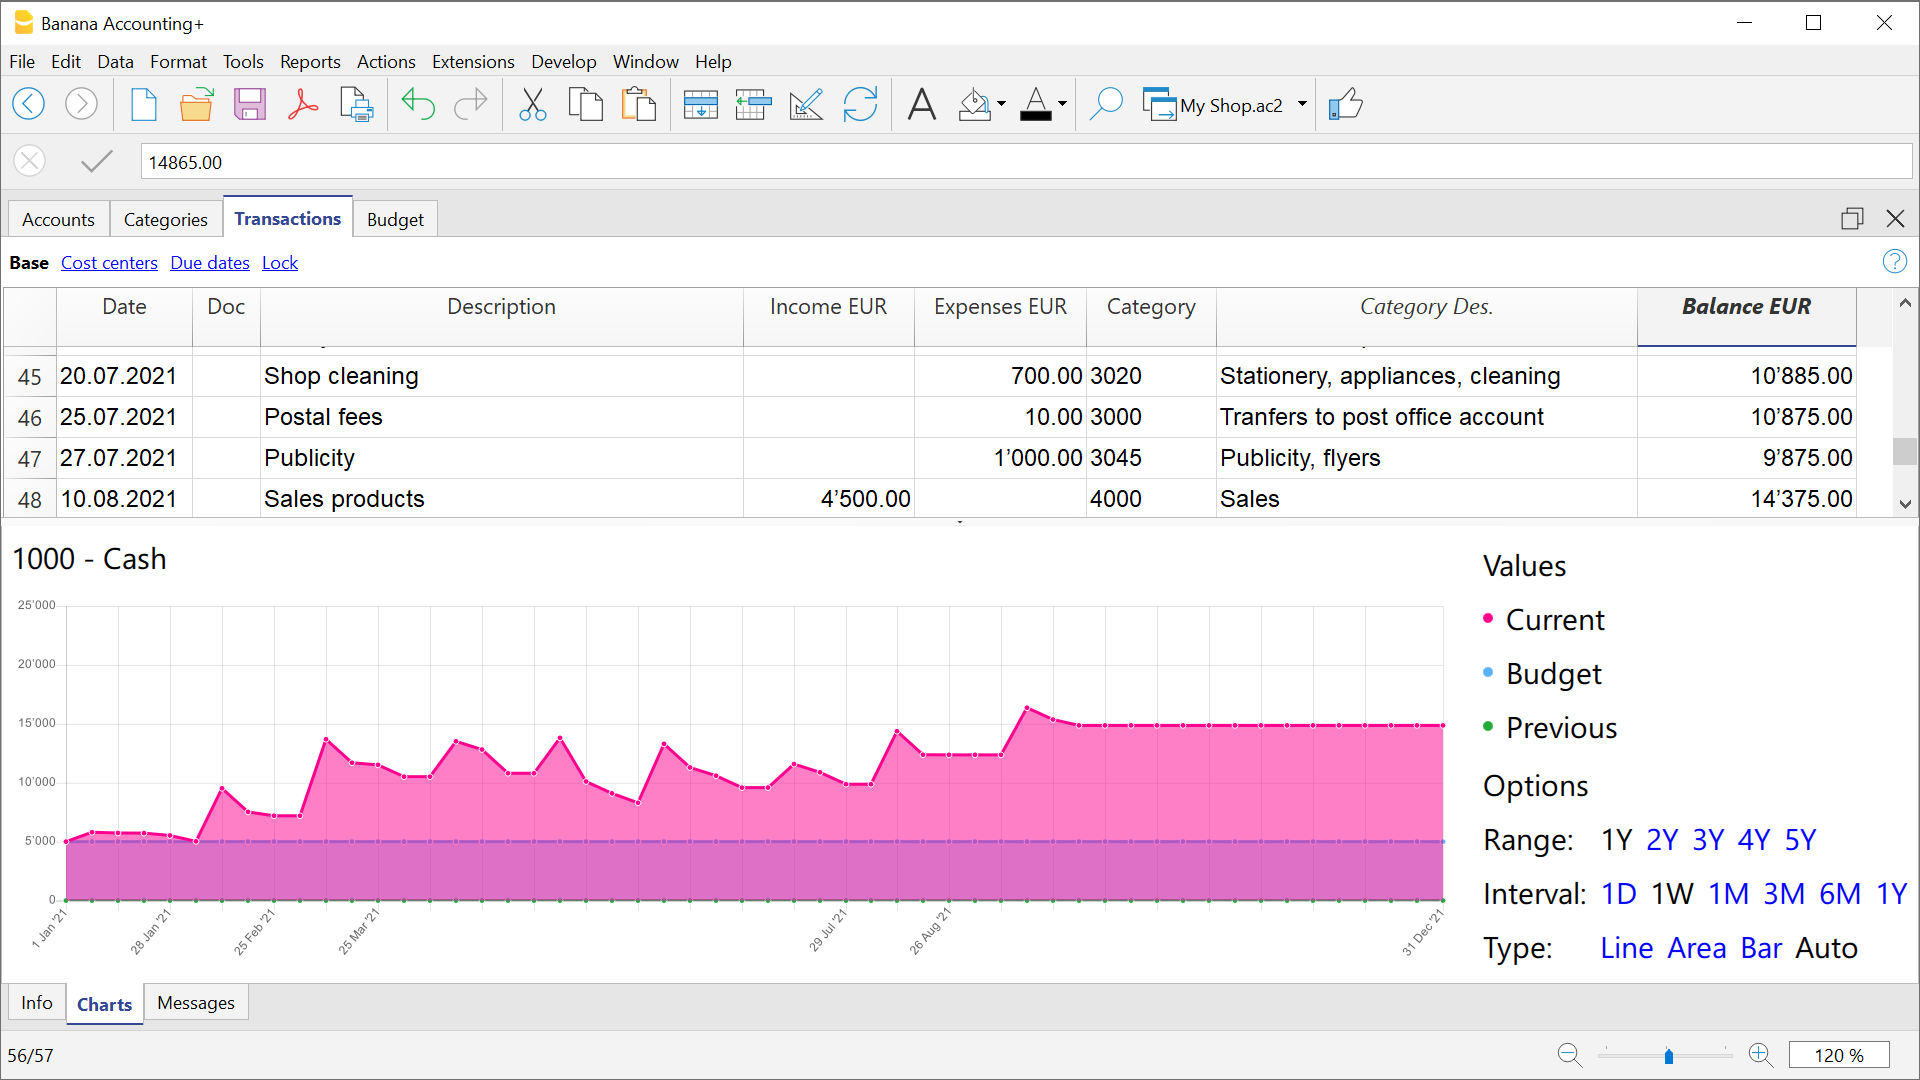 Banana Accounting+
File Edit Data Format Tools Reports Actions Extensions Develop Window Help
My Shop.ac2
14865.00
Accounts Categories Transactions Budget
Base Cost centers Due dates Lock
Date Doc Description Income EUR Expenses EUR Category Category Des. Balance EUR
45 20.07.2021 Shop cleaning 700.00 3020 Stationery, appliances, cleaning 10’885.00
46 25.07.2021 Postal fees 10.00 3000 Tranfers to post office account 10’875.00
47 27.07.2021 Publicity 1’000.00 3045 Publicity, flyers 9’875.00
48 10.08.2021 Sales products 4’500.00 4000 Sales 14’375.00
1000 - Cash
25'000
20'000
15'000
10'000
5'000
0
1 Jan '21 28 Jan '21 25 Feb '21 25 Mar '21 29 Jul '21 26 Aug '21 31 Dec '21
Values
Current
Budget
Previous
Options
Range: 1Y 2Y 3Y 4Y 5Y
Interval: 1D 1W 1M 3M 6M 1Y
Type: Line Area Bar Auto
Info Charts Messages
56/57
120 %